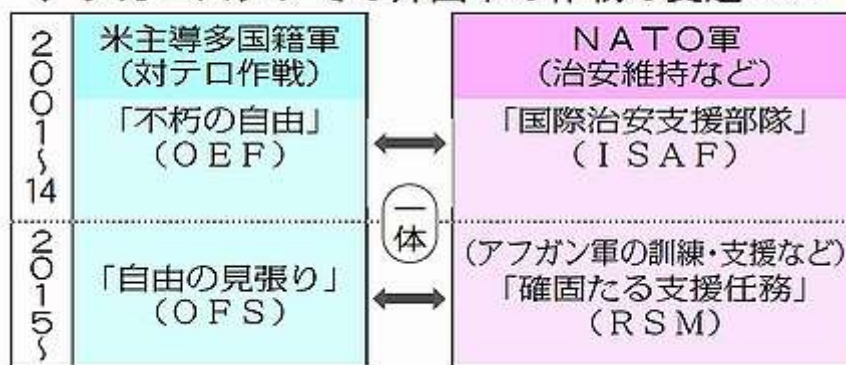 2001~14
米主導多国籍軍
(対テロ作戦)
「不朽の自由」
(OEF)
NATO軍
(治安維持など)
「国際治安支援部隊」
(ISAF)
一体
2015~
「自由の見張り」
(OFS)
(アフガン軍の訓練・支援など)
「確固たる支援任務」
(RSM)